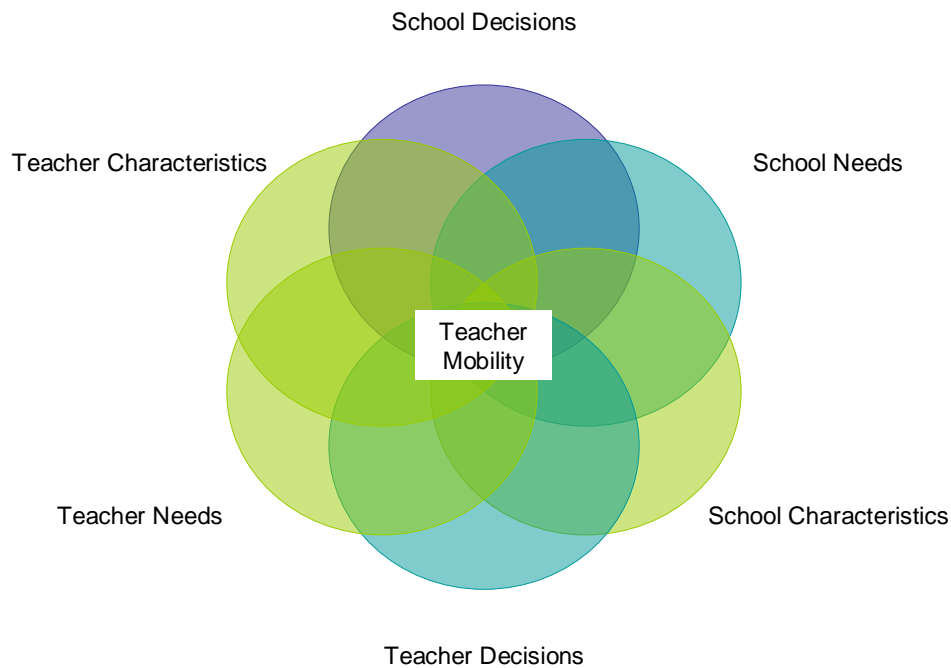 School Decisions
Teacher Characteristics
School Needs
Teacher
Mobility
Teacher Needs
School Characteristics
Teacher Decisions